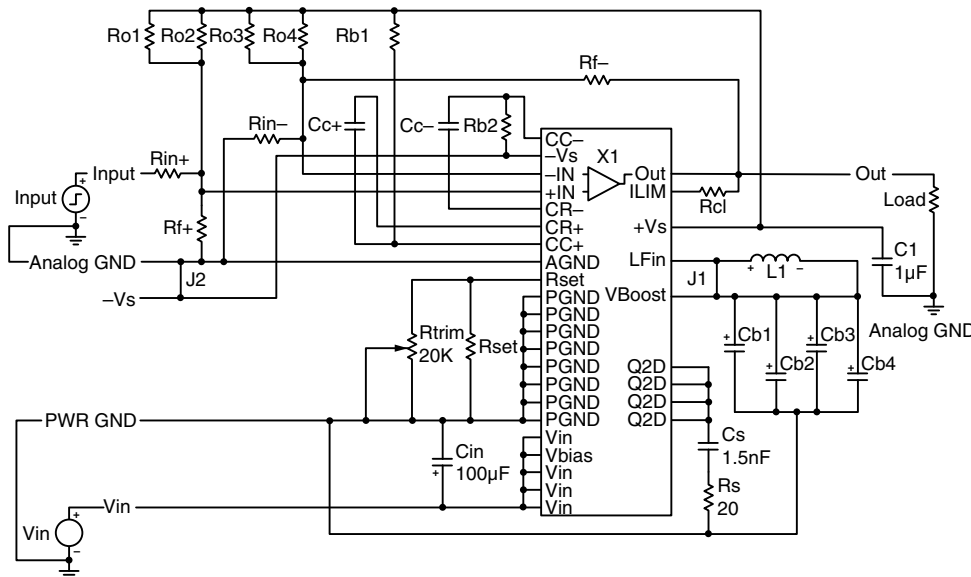 Ro1 Ro2 Ro3 Ro4 Rb1
Rf–
Cc+ Cc– Rb2
Rin–
Rin+
Input
Input
Rf+
Analog GND
J2
–Vs
CC–
–Vs
–IN
+IN
CR–
CR+
CC+
AGND
Rset
PGND
PGND
PGND
PGND
PGND
PGND
PGND
PGND
Vin
Vbias
Vin
Vin
Vin
X1
Out
ILIM
+Vs
LFin
VBoost
Q2D
Q2D
Q2D
Q2D
Rcl
Out
Load
C1
1µF
Analog GND
J1
+ L1 –
Cb1
Cb2
Cb3
Cb4
Cs
1.5nF
Rs
20
Rtrim
20K
Rset
PWR GND
Cin
100µF
Vin
Vin